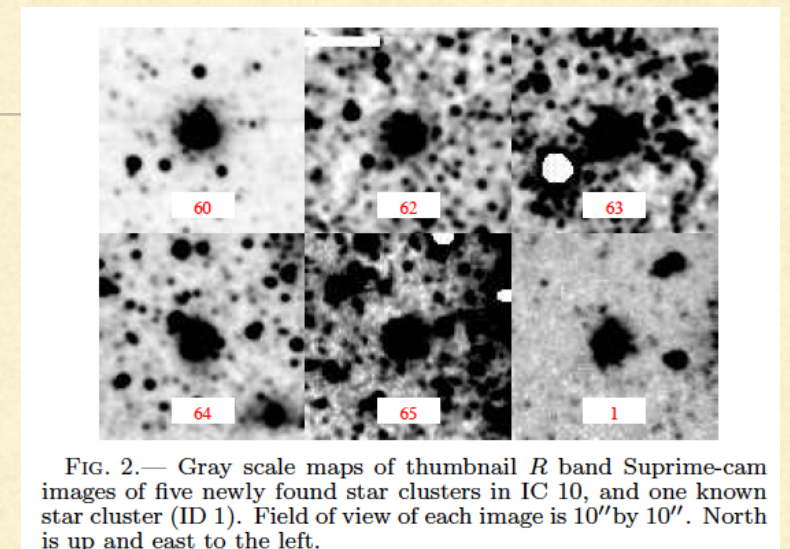 60 62 63
64 65 1
FIG. 2.— Gray scale maps of thumbnail R band Suprime-cam
images of five newly found star clusters in IC 10, and one known
star cluster (ID 1). Field of view of each image is 10″by 10″. North
is up and east to the left.